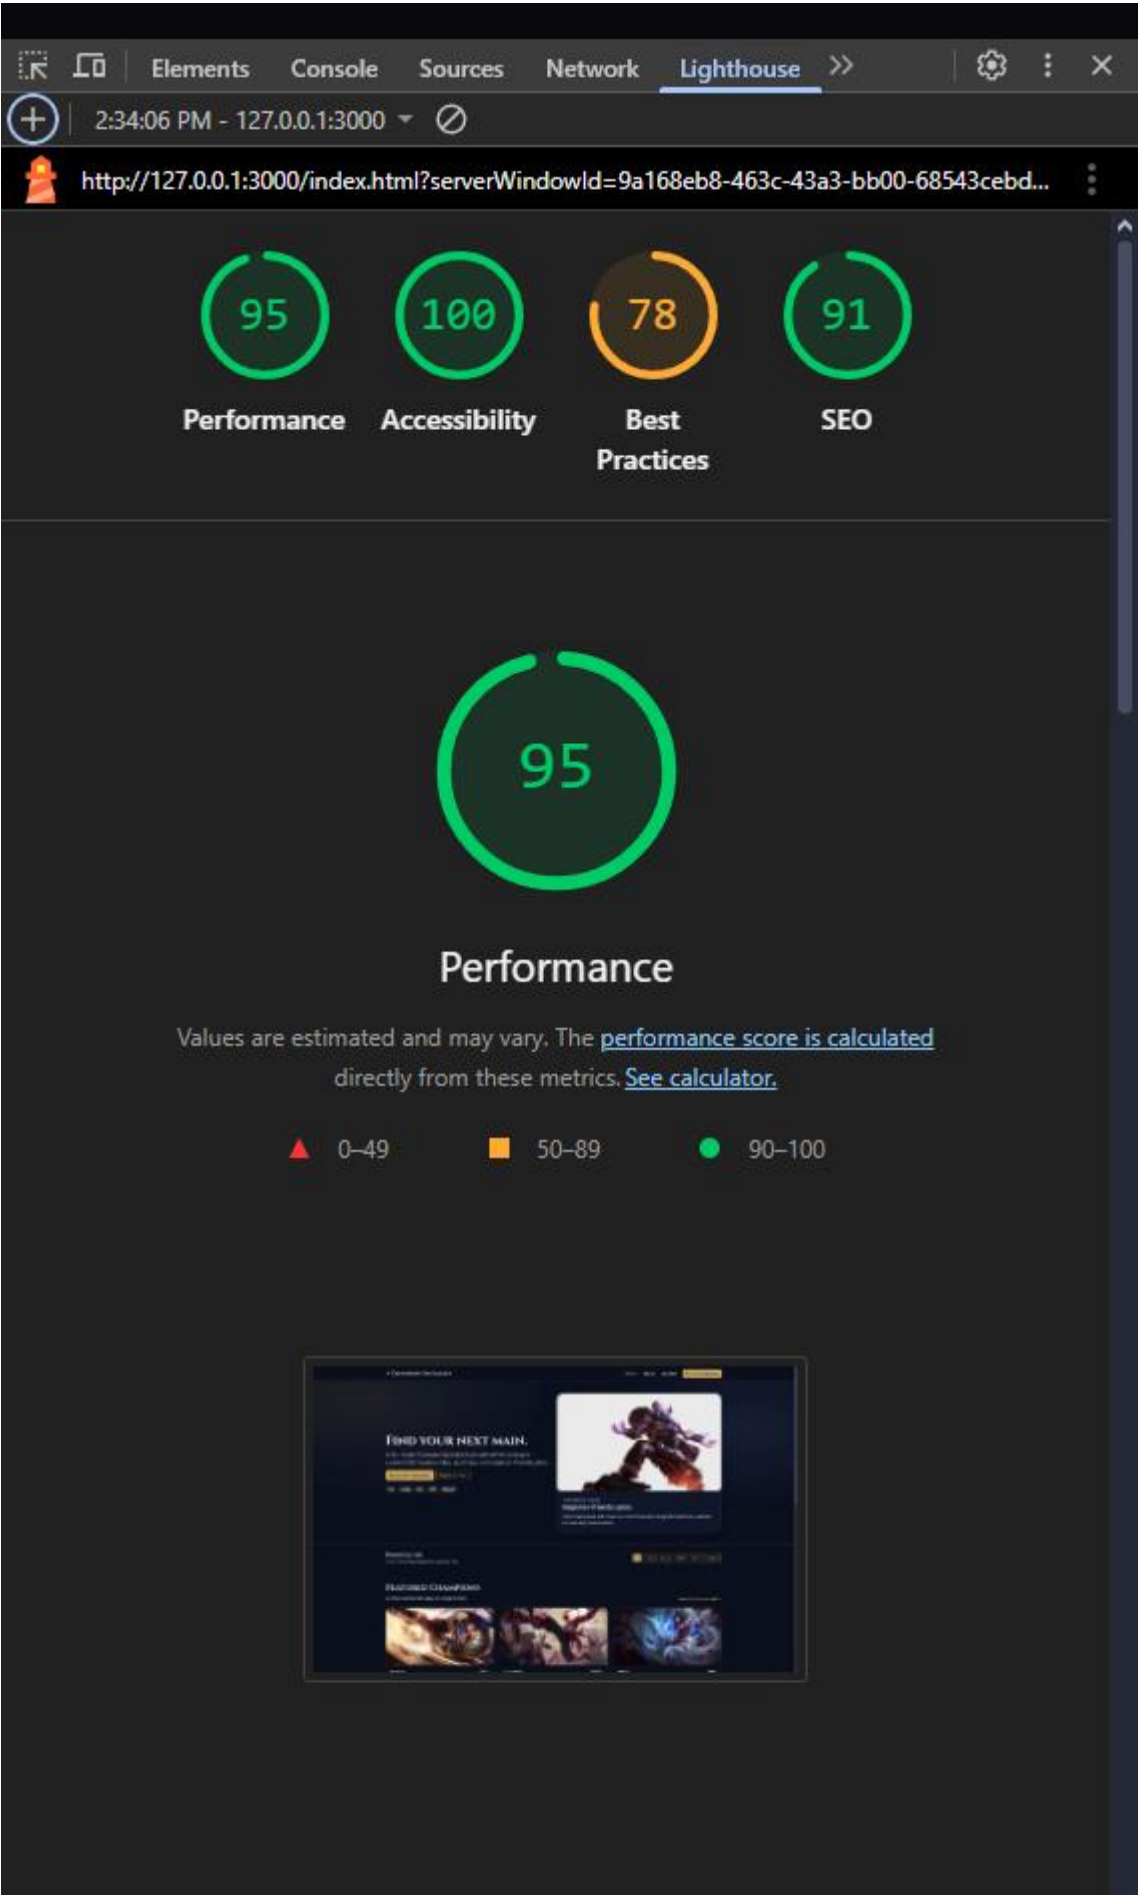 Elements Console Sources Network Lighthouse
2:34:06 PM - 127.0.0.1:3000
http://127.0.0.1:3000/index.html?serverWindowId=9a168eb8-463c-43a3-bb00-68543cebd...
95 100 78 91
Performance Accessibility Best Practices SEO
95
Performance
Values are estimated and may vary. The performance score is calculated
directly from these metrics. See calculator.
0–49 50–89 90–100
FIND YOUR NEXT MAIN.
FEATURED CHAMPIONS